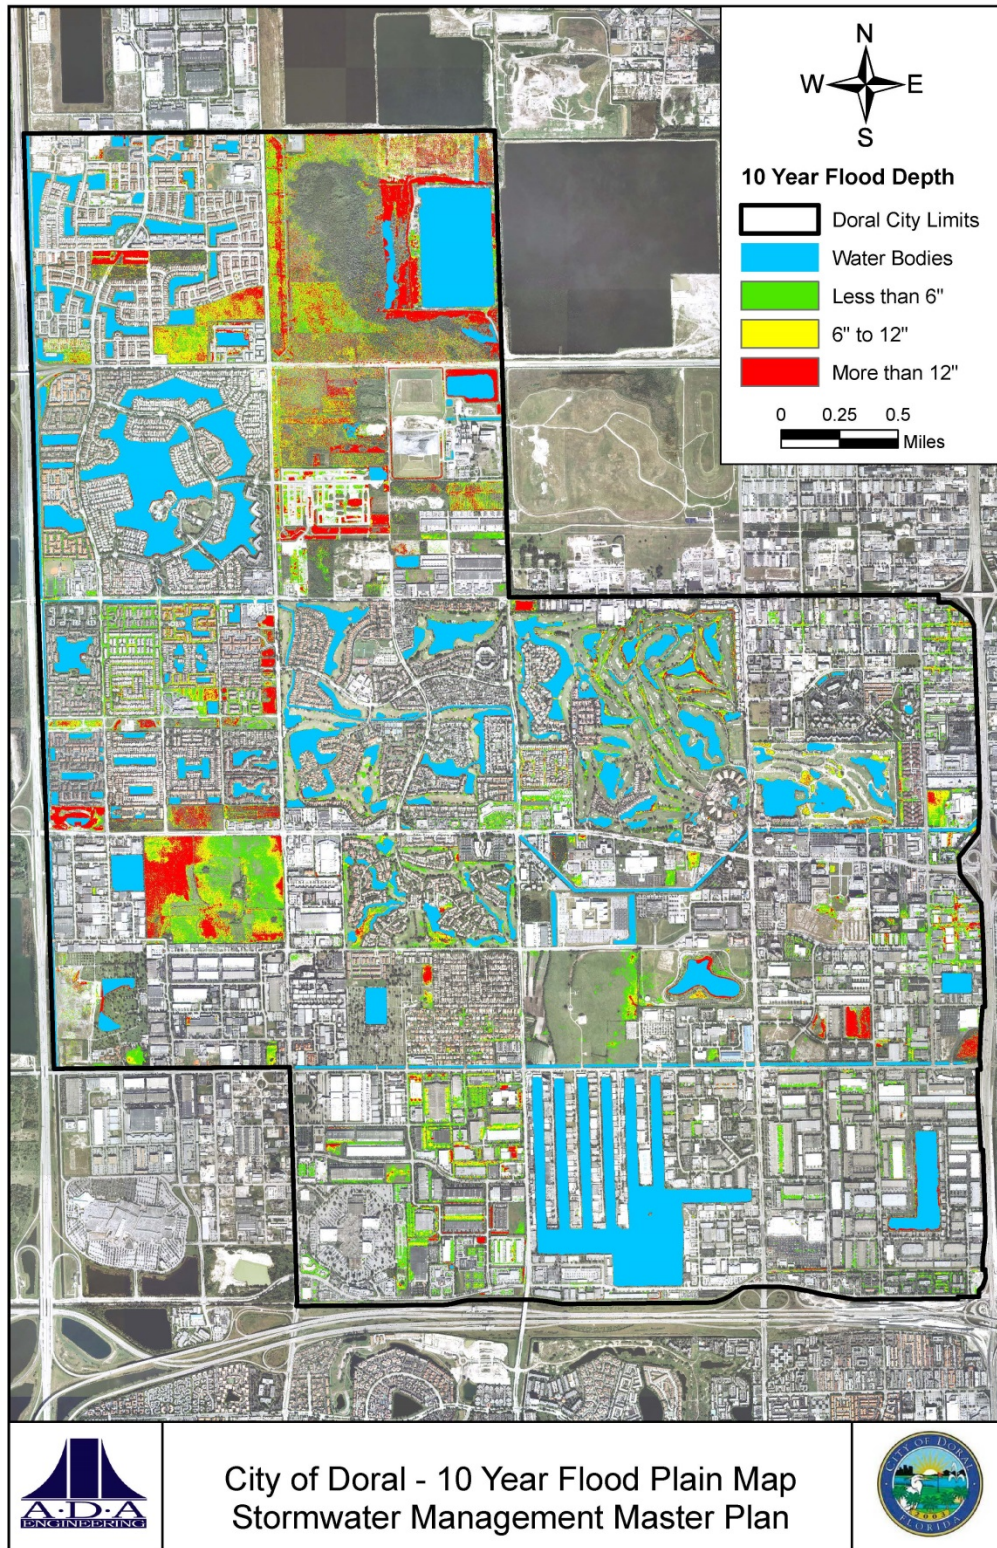 N
W E
S
10 Year Flood Depth
Doral City Limits
Water Bodies
Less than 6"
6" to 12"
More than 12"
0 0.25 0.5
Miles
A·D·A
ENGINEERING
City of Doral - 10 Year Flood Plain Map
Stormwater Management Master Plan
CITY OF DORAL
2003
FLORIDA